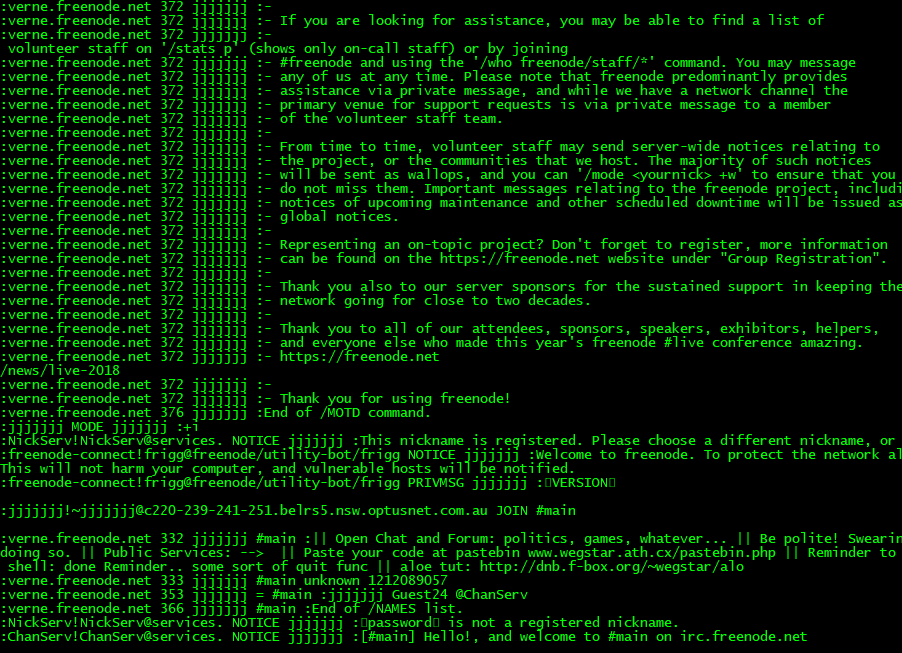 :verne.freenode.net 372 jjjjjjj :-
:verne.freenode.net 372 jjjjjjj :- If you are looking for assistance, you may be able to find a list of
:verne.freenode.net 372 jjjjjjj :-
 volunteer staff on '/stats p' (shows only on-call staff) or by joining
:verne.freenode.net 372 jjjjjjj :- #freenode and using the '/who freenode/staff/*' command. You may message
:verne.freenode.net 372 jjjjjjj :- any of us at any time. Please note that freenode predominantly provides
:verne.freenode.net 372 jjjjjjj :- assistance via private message, and while we have a network channel the
:verne.freenode.net 372 jjjjjjj :- primary venue for support requests is via private message to a member
:verne.freenode.net 372 jjjjjjj :- of the volunteer staff team.
:verne.freenode.net 372 jjjjjjj :-
:verne.freenode.net 372 jjjjjjj :- From time to time, volunteer staff may send server-wide notices relating to
:verne.freenode.net 372 jjjjjjj :- the project, or the communities that we host. The majority of such notices
:verne.freenode.net 372 jjjjjjj :- will be sent as wallops, and you can '/mode <yournick> +w' to ensure that you
:verne.freenode.net 372 jjjjjjj :- do not miss them. Important messages relating to the freenode project, includi
:verne.freenode.net 372 jjjjjjj :- notices of upcoming maintenance and other scheduled downtime will be issued as
:verne.freenode.net 372 jjjjjjj :- global notices.
:verne.freenode.net 372 jjjjjjj :-
:verne.freenode.net 372 jjjjjjj :- Representing an on-topic project? Don't forget to register, more information
:verne.freenode.net 372 jjjjjjj :- can be found on the https://freenode.net website under "Group Registration".
:verne.freenode.net 372 jjjjjjj :-
:verne.freenode.net 372 jjjjjjj :- Thank you also to our server sponsors for the sustained support in keeping the
:verne.freenode.net 372 jjjjjjj :- network going for close to two decades.
:verne.freenode.net 372 jjjjjjj :-
:verne.freenode.net 372 jjjjjjj :- Thank you to all of our attendees, sponsors, speakers, exhibitors, helpers,
:verne.freenode.net 372 jjjjjjj :- and everyone else who made this year's freenode #live conference amazing.
:verne.freenode.net 372 jjjjjjj :- https://freenode.net
/news/live-2018
:verne.freenode.net 372 jjjjjjj :-
:verne.freenode.net 372 jjjjjjj :- Thank you for using freenode!
:verne.freenode.net 376 jjjjjjj :End of /MOTD command.
:jjjjjjj MODE jjjjjjj :+i
:NickServ!NickServ@services. NOTICE jjjjjjj :This nickname is registered. Please choose a different nickname, or
:freenode-connect!frigg@freenode/utility-bot/frigg NOTICE jjjjjjj :Welcome to freenode. To protect the network al
This will not harm your computer, and vulnerable hosts will be notified.
:freenode-connect!frigg@freenode/utility-bot/frigg PRIVMSG jjjjjjj :▯VERSION▯
:jjjjjjj!~jjjjjjj@c220-239-241-251.belrs5.nsw.optusnet.com.au JOIN #main
:verne.freenode.net 332 jjjjjjj #main :|| Open Chat and Forum: politics, games, whatever... || Be polite! Swearin
doing so. || Public Services: -->  || Paste your code at pastebin www.wegstar.ath.cx/pastebin.php || Reminder to
 shell: done Reminder.. some sort of quit func || aloe tut: http://dnb.f-box.org/~wegstar/alo
:verne.freenode.net 333 jjjjjjj #main unknown 1212089057
:verne.freenode.net 353 jjjjjjj = #main :jjjjjjj Guest24 @ChanServ
:verne.freenode.net 366 jjjjjjj #main :End of /NAMES list.
:NickServ!NickServ@services. NOTICE jjjjjjj :▯password▯ is not a registered nickname.
:ChanServ!ChanServ@services. NOTICE jjjjjjj :[#main] Hello!, and welcome to #main on irc.freenode.net